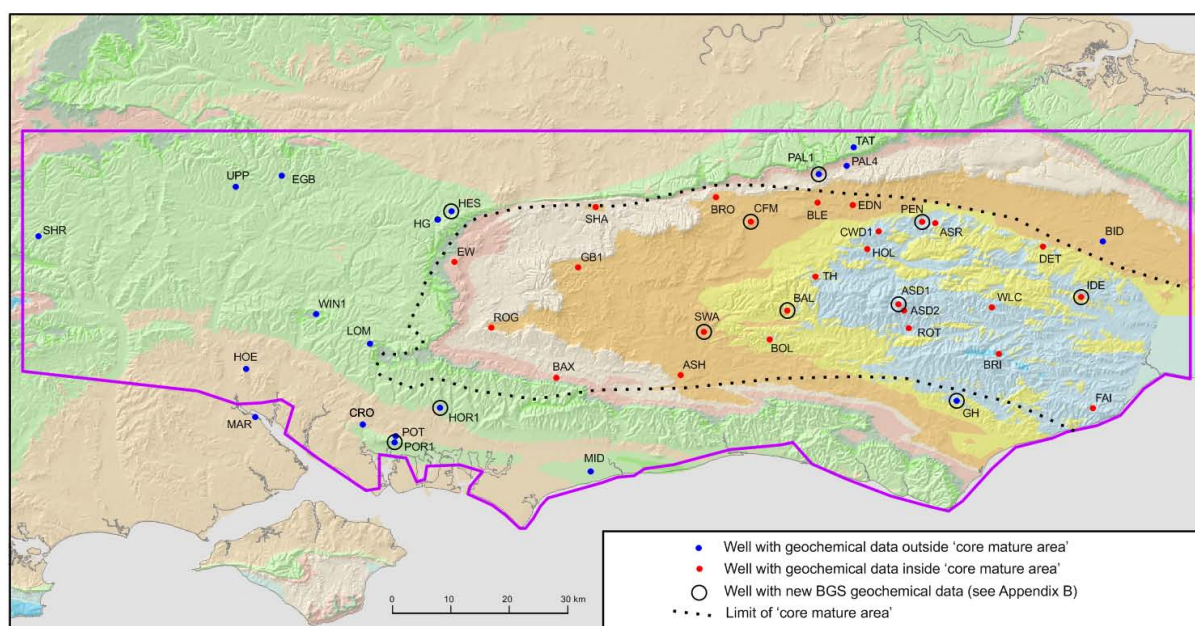 TAT
PAL1
PAL4
UPP
EGB
HES
HG
SHA
BRO
CFM
BLE
EDN
PEN
ASR
CWD1
HOL
SHR
BID
DET
EW
GB1
TH
IDE
WIN1
BAL
ASD1
ASD2
WLC
ROG
SWA
LOM
BOL
ROT
BRI
HOE
BAX
ASH
MAR
HOR1
GH
FAI
CRO
POT
POR1
MID
Well with geochemical data outside ‘core mature area’
Well with geochemical data inside ‘core mature area’
Well with new BGS geochemical data (see Appendix B)
Limit of ‘core mature area’
0 10 20 30 km